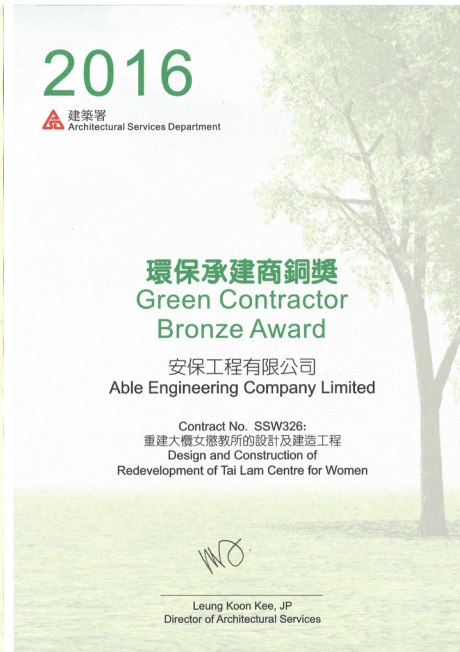 2016
建築署
Architectural Services Department
環保承建商銅獎
Green Contractor
Bronze Award
安保工程有限公司
Able Engineering Company Limited
Contract No. SSW326:
重建大欖女懲教所的設計及建造工程
Design and Construction of
Redevelopment of Tai Lam Centre for Women
Leung Koon Kee, JP
Director of Architectural Services